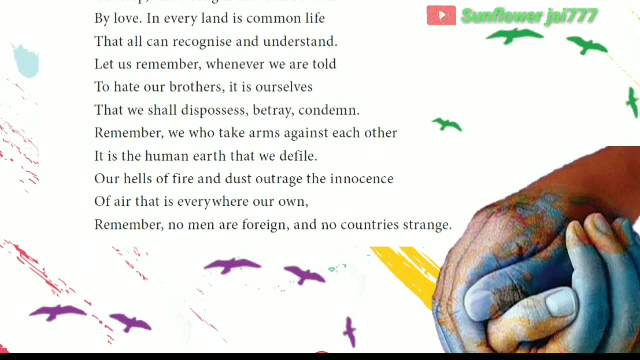 Sunflower jai777
By love. In every land is common life
That all can recognise and understand.
Let us remember, whenever we are told
To hate our brothers, it is ourselves
That we shall dispossess, betray, condemn.
Remember, we who take arms against each other
It is the human earth that we defile.
Our hells of fire and dust outrage the innocence
Of air that is everywhere our own,
Remember, no men are foreign, and no countries strange.